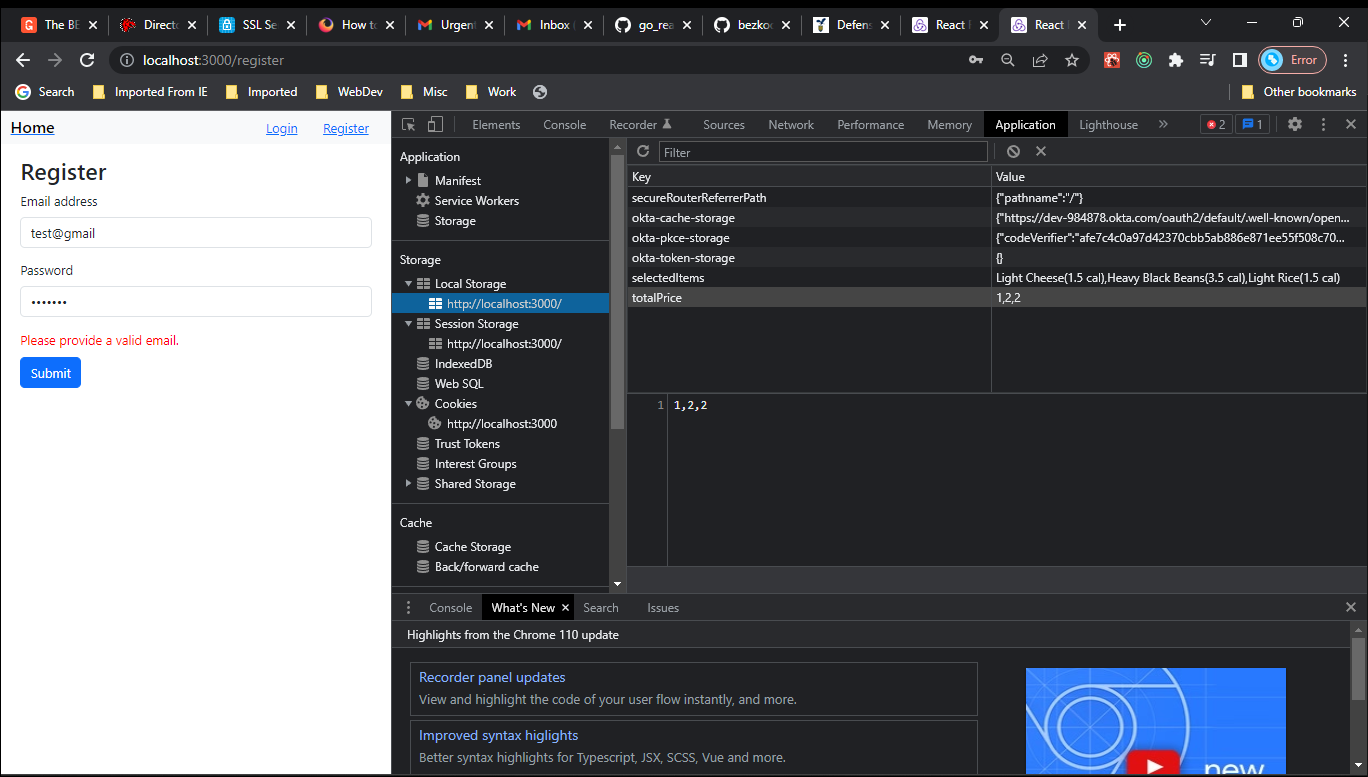 The BE
Directo
SSL Se
How to
Urgent
Inbox
go_rea
bezkoc
Defens
React
React
localhost:3000/register
Error
Search
Imported From IE
Imported
WebDev
Misc
Work
Other bookmarks
Home
Login
Register
Register
Email address
test@gmail
Password
•••••••
Please provide a valid email.
Submit
Elements
Console
Recorder
Sources
Network
Performance
Memory
Application
Lighthouse
»
2
1
Application
Manifest
Service Workers
Storage
Storage
Local Storage
http://localhost:3000/
Session Storage
http://localhost:3000/
IndexedDB
Web SQL
Cookies
http://localhost:3000
Trust Tokens
Interest Groups
Shared Storage
Cache
Cache Storage
Back/forward cache
Filter
Key Value
secureRouterReferrerPath {"pathname":"/"}
okta-cache-storage {"https://dev-984878.okta.com/oauth2/default/.well-known/open...
okta-pkce-storage {"codeVerifier":"afe7c4c0a97d42370cbb5ab886e871ee55f508c70...
okta-token-storage {}
selectedItems Light Cheese(1.5 cal),Heavy Black Beans(3.5 cal),Light Rice(1.5 cal)
totalPrice 1,2,2
1 1,2,2
Console
What's New
Search
Issues
Highlights from the Chrome 110 update
Recorder panel updates
View and highlight the code of your user flow instantly, and more.
Improved syntax higlights
Better syntax highlights for Typescript, JSX, SCSS, Vue and more.
new